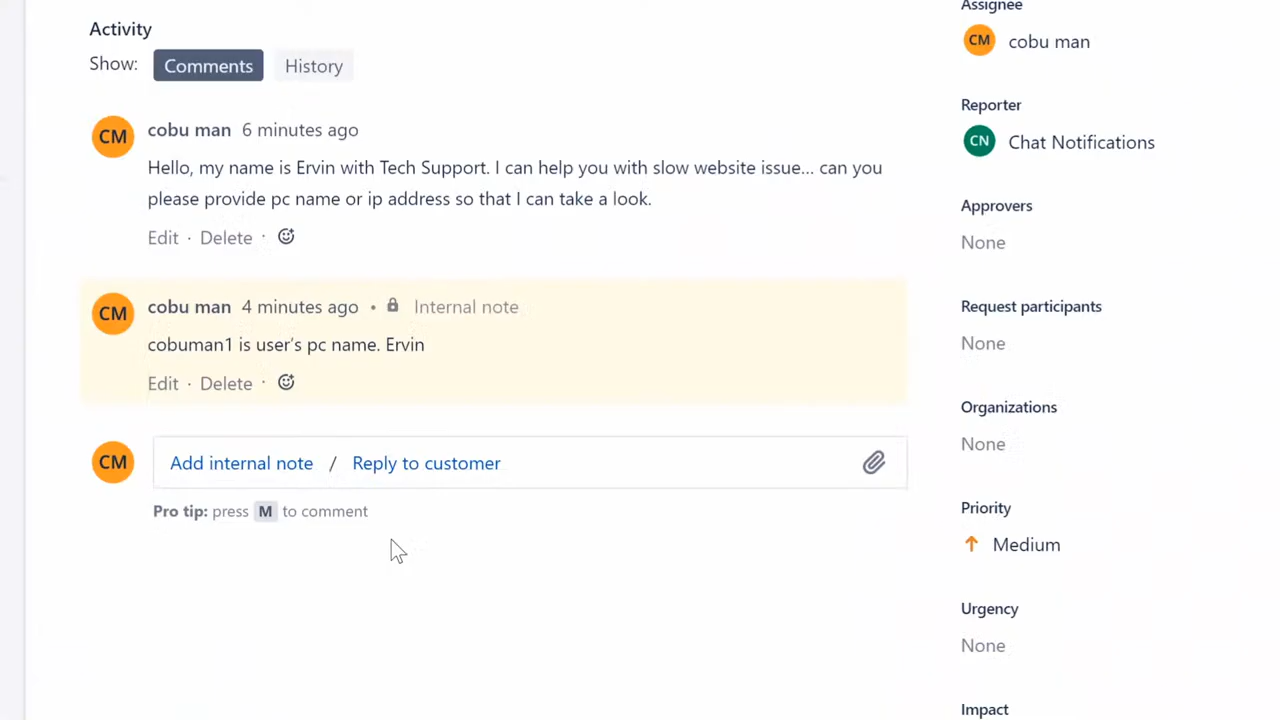 Activity
Show: Comments History
CM cobu man 6 minutes ago
Hello, my name is Ervin with Tech Support. I can help you with slow website issue... can you
please provide pc name or ip address so that I can take a look.
Edit · Delete ·
CM cobu man 4 minutes ago • Internal note
cobuman1 is user's pc name. Ervin
Edit · Delete ·
CM Add internal note / Reply to customer
Pro tip: press M to comment
Assignee
CM cobu man
Reporter
CN Chat Notifications
Approvers
None
Request participants
None
Organizations
None
Priority
Medium
Urgency
None
Impact